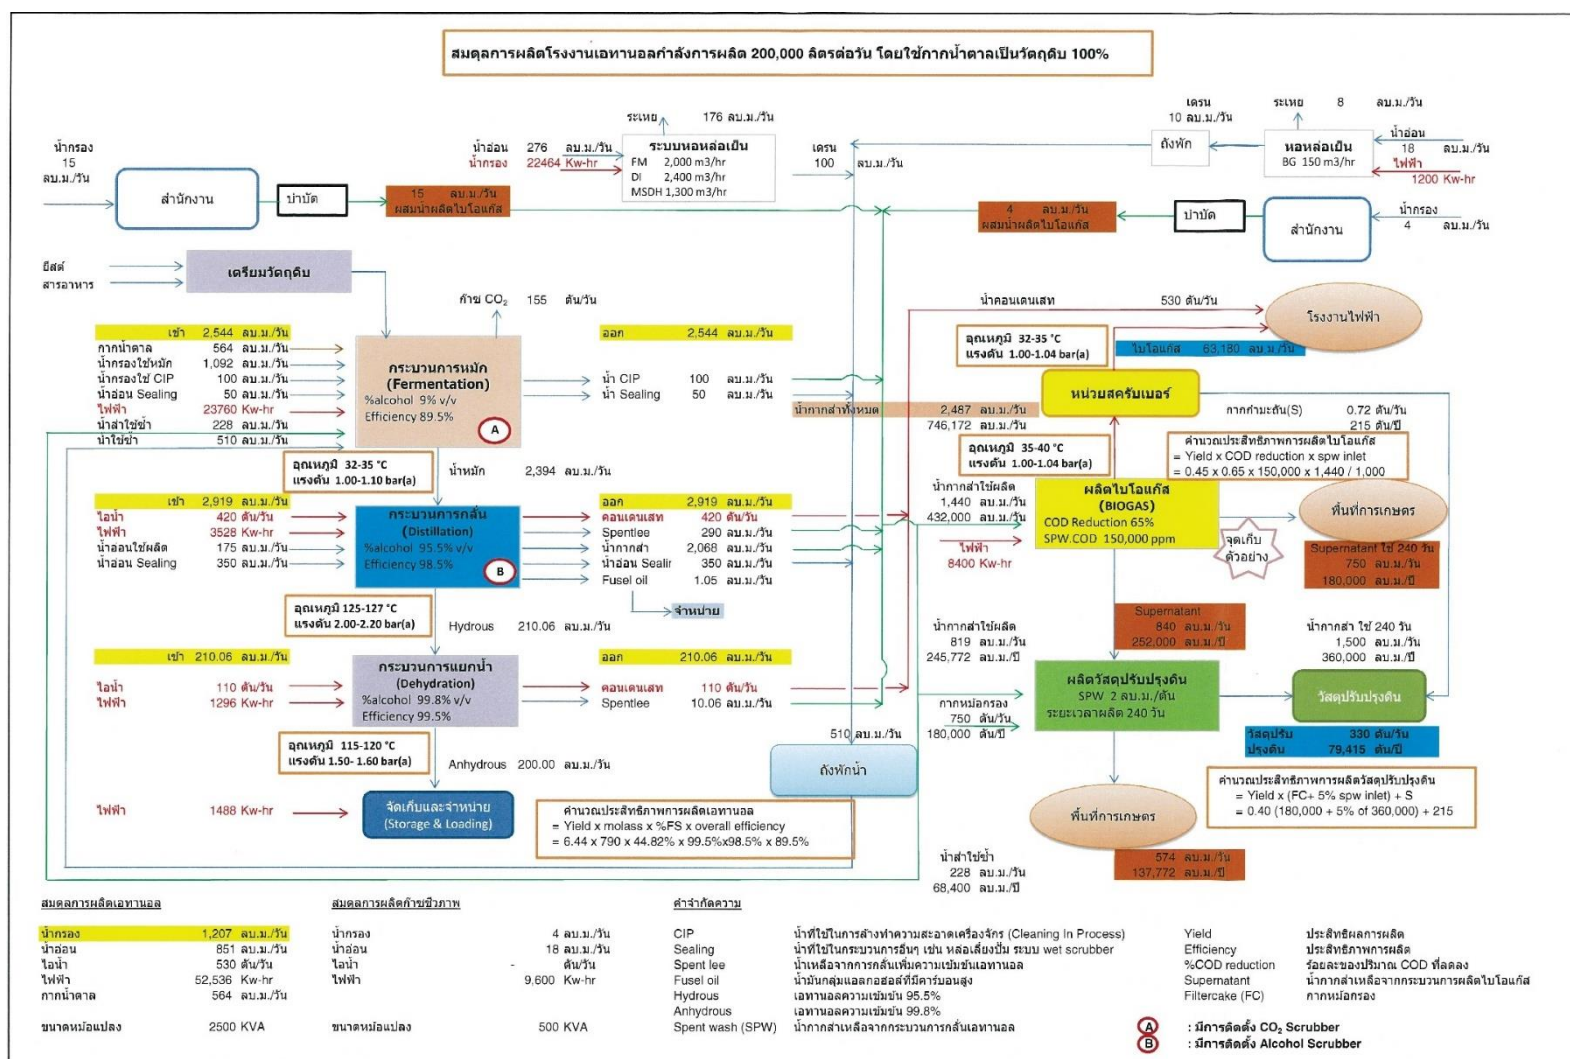 สมดุลการผลิตโรงงานเอทานอลกำลังการผลิต 200,000 ลิตรต่อวัน โดยใช้กากน้ำตาลเป็นวัตถุดิบ 100%
น้ำกรอง
15
ลบ.ม./วัน
สำนักงาน
บำบัด
15 ลบ.ม./วัน
ผสมน้ำผลิตไบโอแก๊ส
ระเหย 176 ลบ.ม./วัน
น้ำอ่อน 276 ลบ.ม./วัน
น้ำกรอง 22464 Kw-hr
ระบบหอหล่อเย็น
FM 2,000 m3/hr
DI 2,400 m3/hr
MSDH 1,300 m3/hr
เดรน
100 ลบ.ม./วัน
เดรน
10 ลบ.ม./วัน
ถังพัก
ระเหย 8 ลบ.ม./วัน
หอหล่อเย็น
BG 150 m3/hr
น้ำอ่อน
18 ลบ.ม./วัน
ไฟฟ้า
1200 Kw-hr
4 ลบ.ม./วัน
ผสมน้ำผลิตไบโอแก๊ส
บำบัด
สำนักงาน
น้ำกรอง
4 ลบ.ม./วัน
ยีสต์
สารอาหาร
เตรียมวัตถุดิบ
ก๊าซ CO2 155 ตัน/วัน
เข้า 2,544 ลบ.ม./วัน
กากน้ำตาล 564 ลบ.ม./วัน
น้ำกรองใช้หมัก 1,092 ลบ.ม./วัน
น้ำกรองใช้ CIP 100 ลบ.ม./วัน
น้ำอ่อน Sealing 50 ลบ.ม./วัน
ไฟฟ้า 23760 Kw-hr
น้ำส่าใช้ซ้ำ 228 ลบ.ม./วัน
น้ำใช้ซ้ำ 510 ลบ.ม./วัน
กระบวนการหมัก
(Fermentation)
%alcohol 9% v/v
Efficiency 89.5%
A
ออก 2,544 ลบ.ม./วัน
น้ำ CIP 100 ลบ.ม./วัน
น้ำ Sealing 50 ลบ.ม./วัน
อุณหภูมิ 32-35 °C
แรงดัน 1.00-1.10 bar(a)
น้ำหมัก 2,394 ลบ.ม./วัน
เข้า 2,919 ลบ.ม./วัน
ไอน้ำ 420 ตัน/วัน
ไฟฟ้า 3528 Kw-hr
น้ำออนใช้ผลิต 175 ลบ.ม./วัน
น้ำอ่อน Sealing 350 ลบ.ม./วัน
กระบวนการกลั่น
(Distillation)
%alcohol 95.5% v/v
Efficiency 98.5%
B
ออก 2,919 ลบ.ม./วัน
คอนเดนเสท 420 ตัน/วัน
Spentlee 290 ลบ.ม./วัน
น้ำกากส่า 2,068 ลบ.ม./วัน
น้ำอ่อน Sealir 350 ลบ.ม./วัน
Fusel oil 1.05 ลบ.ม./วัน
จำหน่าย
อุณหภูมิ 125-127 °C
แรงดัน 2.00-2.20 bar(a)
Hydrous 210.06 ลบ.ม./วัน
เข้า 210.06 ลบ.ม./วัน
ไอน้ำ 110 ตัน/วัน
ไฟฟ้า 1296 Kw-hr
กระบวนการแยกน้ำ
(Dehydration)
%alcohol 99.8% v/v
Efficiency 99.5%
ออก 210.06 ลบ.ม./วัน
คอนเดนเสท 110 ตัน/วัน
Spentlee 10.06 ลบ.ม./วัน
อุณหภูมิ 115-120 °C
แรงดัน 1.50- 1.60 bar(a)
Anhydrous 200.00 ลบ.ม./วัน
ไฟฟ้า 1488 Kw-hr
จัดเก็บและจำหน่าย
(Storage & Loading)
คำนวณประสิทธิภาพการผลิตเอทานอล
= Yield x molass x %FS x overall efficiency
= 6.44 x 790 x 44.82% x 99.5%x98.5% x 89.5%
510 ลบ.ม./วัน
ถังพักน้ำ
น้ำคอนเดนเสท 530 ตัน/วัน
โรงงานไฟฟ้า
อุณหภูมิ 32-35 °C
แรงดัน 1.00-1.04 bar(a)
ไบโอแก๊ส 63,180 ลบ.ม./วัน
หน่วยสครับเบอร์
น้ำกากส่าทั้งหมด 2,487 ลบ.ม./วัน
746,172 ลบ.ม./วัน
กากกำมะถัน(S) 0.72 ตัน/วัน
215 ตัน/ปี
อุณหภูมิ 35-40 °C
แรงดัน 1.00-1.04 bar(a)
คำนวณประสิทธิภาพการผลิตไบโอแก๊ส
= Yield x COD reduction x spw inlet
= 0.45 x 0.65 x 150,000 x 1,440 / 1,000
น้ำกากส่าใช้ผลิต
1,440 ลบ.ม./วัน
432,000 ลบ.ม./ปี
ไฟฟ้า
8400 Kw-hr
ผลิตไบโอแก๊ส
(BIOGAS)
COD Reduction 65%
SPW.COD 150,000 ppm
จุดเก็บ
ตัวอย่าง
พื้นที่การเกษตร
Supernatant ใช้ 240 วัน
750 ลบ.ม./วัน
180,000 ลบ.ม./ปี
Supernatant
840 ลบ.ม./วัน
252,000 ลบ.ม./ปี
น้ำกากส่าใช้ผลิต
819 ลบ.ม./วัน
245,772 ลบ.ม./ปี
น้ำกากส่า ใช้ 240 วัน
1,500 ลบ.ม./วัน
360,000 ลบ.ม./ปี
ผลิตวัสดุปรับปรุงดิน
SPW 2 ลบ.ม./ตัน
ระยะเวลาผลิต 240 วัน
วัสดุปรับปรุงดิน
กากหม้อกรอง
750 ตัน/วัน
180,000 ตัน/ปี
วัสดุปรับ 330 ตัน/วัน
ปรุงดิน 79,415 ตัน/ปี
คำนวณประสิทธิภาพการผลิตวัสดุปรับปรุงดิน
= Yield x (FC+ 5% spw inlet) + S
= 0.40 (180,000 + 5% of 360,000) + 215
พื้นที่การเกษตร
574 ลบ.ม./วัน
137,772 ลบ.ม./ปี
น้ำส่าใช้ซ้ำ
228 ลบ.ม./วัน
68,400 ลบ.ม./ปี
สมดุลการผลิตเอทานอล
น้ำกรอง 1,207 ลบ.ม./วัน
น้ำอ่อน 851 ลบ.ม./วัน
ไอน้ำ 530 ตัน/วัน
ไฟฟ้า 52,536 Kw-hr
กากน้ำตาล 564 ลบ.ม./วัน
ขนาดหม้อแปลง 2500 KVA
สมดุลการผลิตก๊าซชีวภาพ
น้ำกรอง 4 ลบ.ม./วัน
น้ำอ่อน 18 ลบ.ม./วัน
ไอน้ำ - ตัน/วัน
ไฟฟ้า 9,600 Kw-hr
ขนาดหม้อแปลง 500 KVA
คำจำกัดความ
CIP น้ำที่ใช้ในการล้างทำความสะอาดเครื่องจักร (Cleaning In Process)
Sealing น้ำที่ใช้ในกระบวนการอื่นๆ เช่น หล่อเลี้ยงปั๊ม ระบบ wet scrubber
Spent lee น้ำเหลือจากการกลั่นเพิ่มความเข้มข้นเอทานอล
Fusel oil น้ำมันกลุ่มแอลกอฮอล์ที่มีคาร์บอนสูง
Hydrous เอทานอลความเข้มข้น 95.5%
Anhydrous เอทานอลความเข้มข้น 99.8%
Spent wash (SPW) น้ำกากส่าเหลือจากกระบวนการกลั่นเอทานอล
Yield ประสิทธิผลการผลิต
Efficiency ประสิทธิภาพการผลิต
%COD reduction ร้อยละของปริมาณ COD ที่ลดลง
Supernatant น้ำกากส่าเหลือจากกระบวนการผลิตไบโอแก๊ส
Filtercake (FC) กากหม้อกรอง
A : มีการติดตั้ง CO2 Scrubber
B : มีการติดตั้ง Alcohol Scrubber